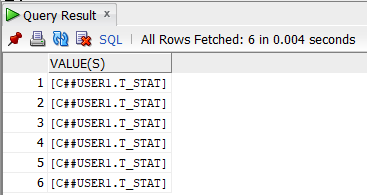 Query Result x
SQL | All Rows Fetched: 6 in 0.004 seconds
VALUE(S)
1 [C##USER1.T_STAT]
2 [C##USER1.T_STAT]
3 [C##USER1.T_STAT]
4 [C##USER1.T_STAT]
5 [C##USER1.T_STAT]
6 [C##USER1.T_STAT]